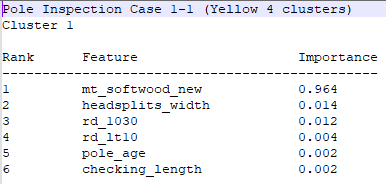 Pole Inspection Case 1-1 (Yellow 4 clusters)
Cluster 1
Rank Feature Importance
----------------------------------------------------
1 mt_softwood_new 0.964
2 headsplits_width 0.014
3 rd_1030 0.012
4 rd_lt10 0.004
5 pole_age 0.002
6 checking_length 0.002